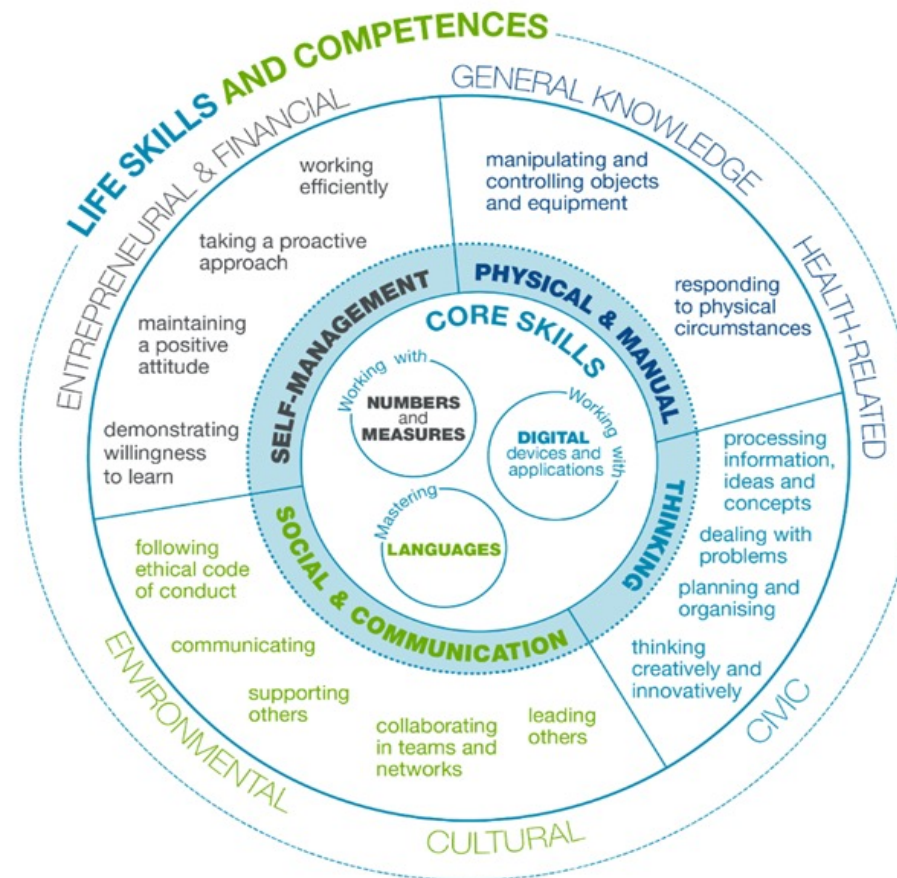 LIFE SKILLS AND COMPETENCES
GENERAL KNOWLEDGE
HEALTH-RELATED
CIVIC
CULTURAL
ENVIRONMENTAL
ENTREPRENEURIAL & FINANCIAL
SELF-MANAGEMENT
working
efficiently
taking a proactive
approach
maintaining
a positive
attitude
demonstrating
willingness
to learn
PHYSICAL & MANUAL
manipulating and
controlling objects
and equipment
responding
to physical
circumstances
THINKING
processing
information,
ideas and
concepts
dealing with
problems
planning and
organising
thinking
creatively and
innovatively
SOCIAL & COMMUNICATION
following
ethical code
of conduct
communicating
supporting
others
collaborating
in teams and
networks
leading
others
CORE SKILLS
Working with
NUMBERS
and
MEASURES
Working with
DIGITAL
devices and
applications
Mastering
LANGUAGES